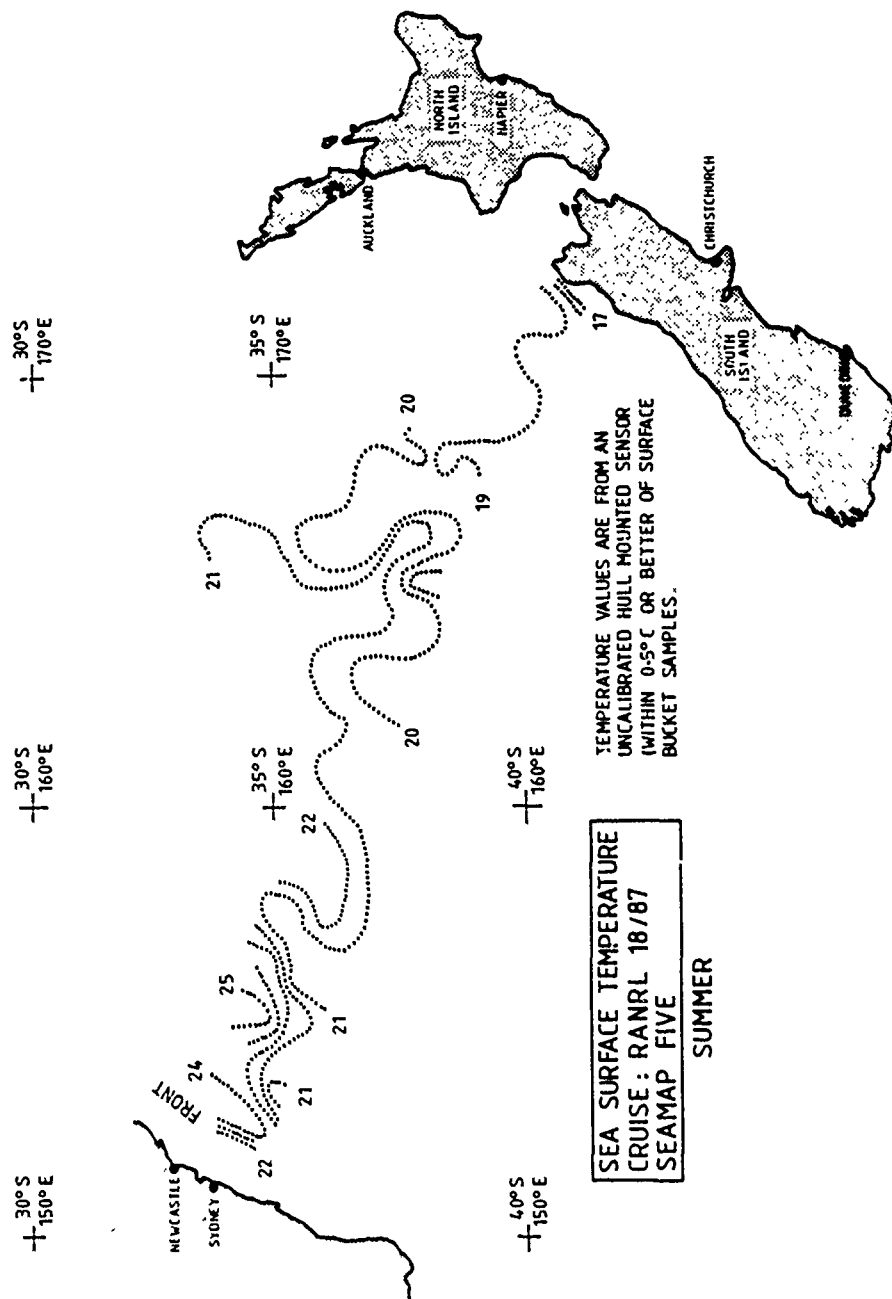 30°S
150°E
30°S
160°E
30°S
170°E
35°S
160°E
35°S
170°E
40°S
150°E
40°S
160°E
NEWCASTLE
SYDNEY
FRONT
22
24
21
25
21
22
20
21
20
19
17
AUCKLAND
NORTH
ISLAND
NAPIER
CHRISTCHURCH
SOUTH
ISLAND
DUNEDIN
TEMPERATURE VALUES ARE FROM AN
UNCALIBRATED HULL MOUNTED SENSOR
(WITHIN 0·5°C OR BETTER OF SURFACE
BUCKET SAMPLES.
SEA SURFACE TEMPERATURE
CRUISE : RANRL 18/87
SEAMAP FIVE
SUMMER